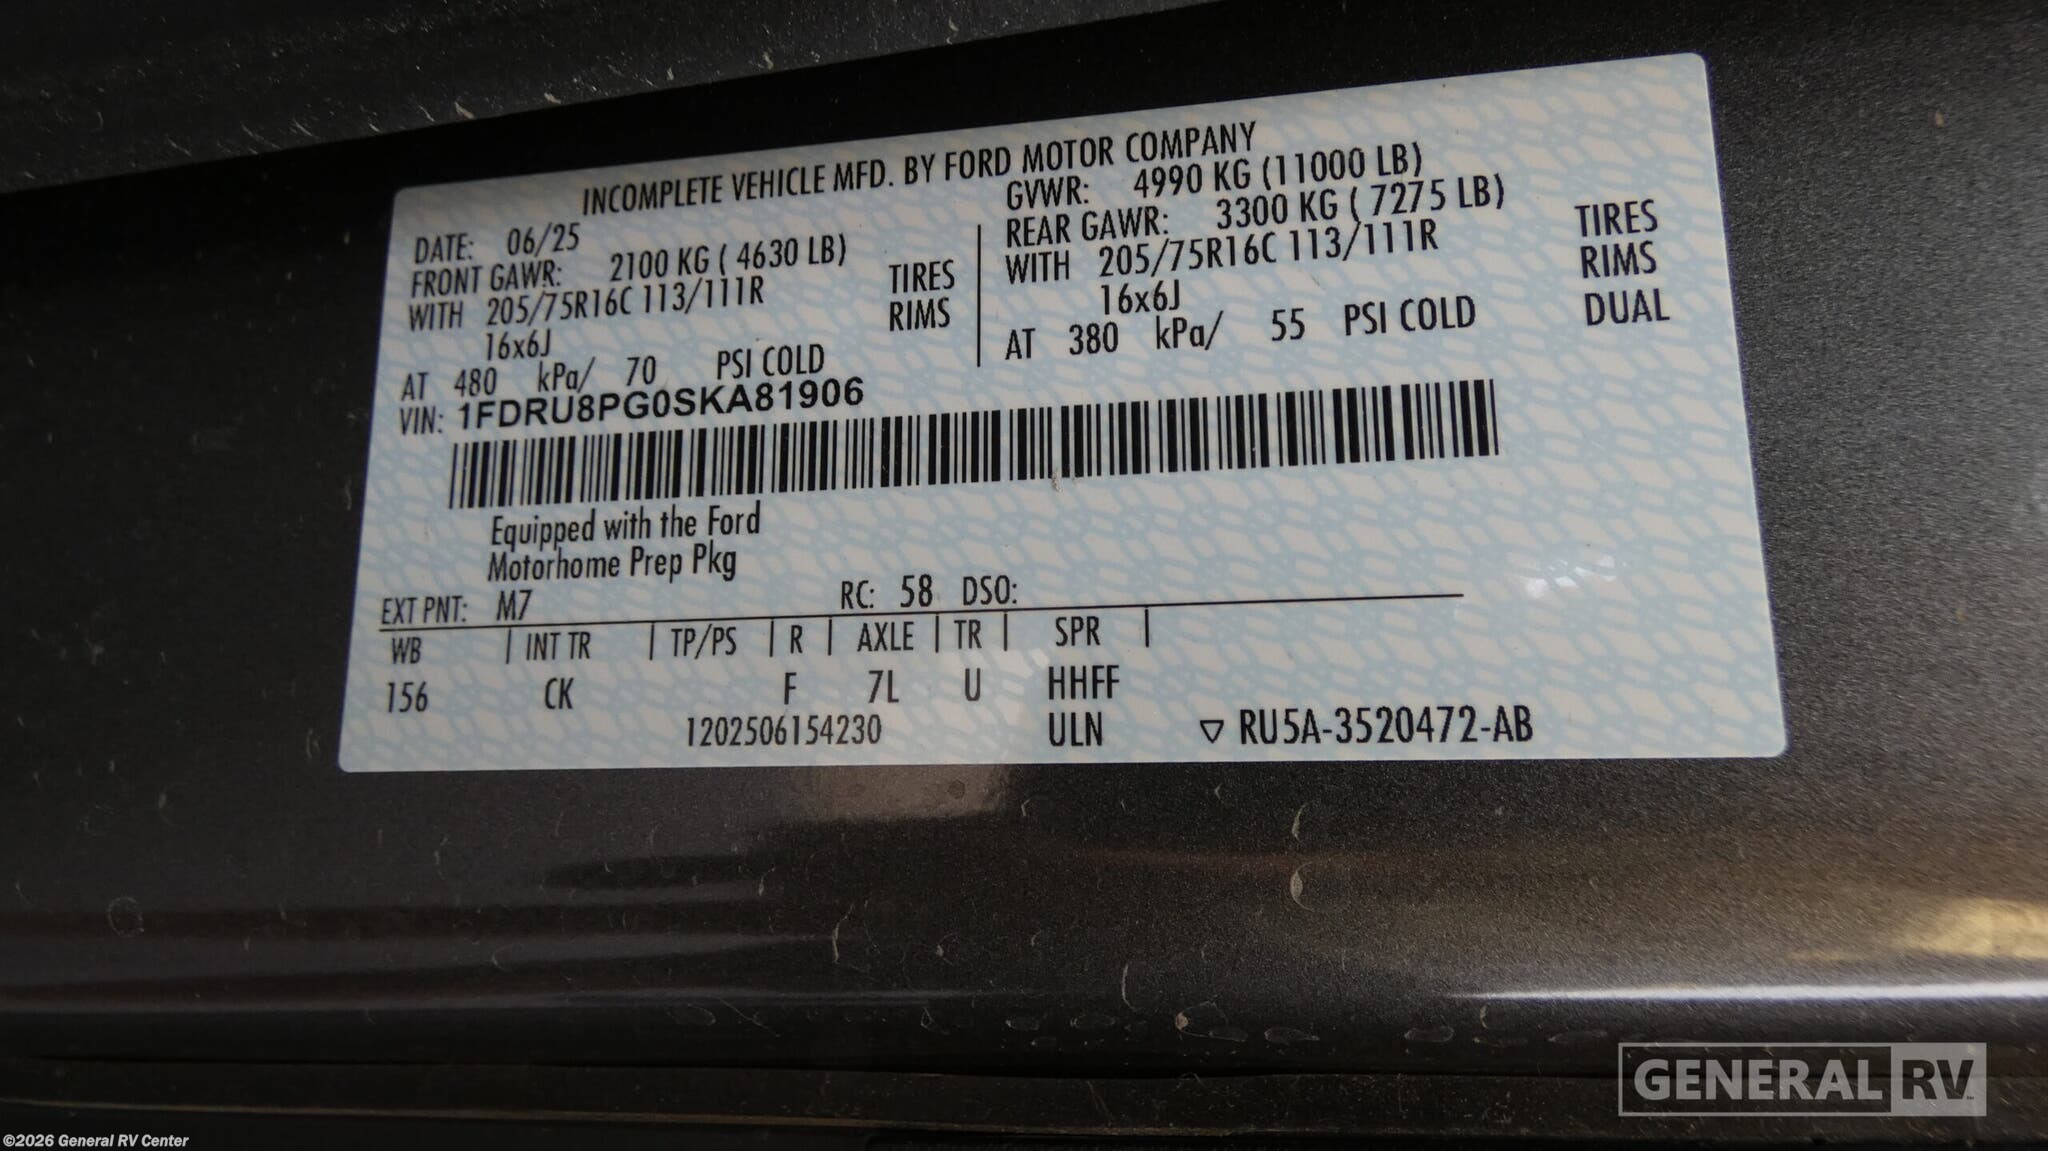 INCOMPLETE VEHICLE MFD. BY FORD MOTOR COMPANY
DATE: 06/25
FRONT GAWR: 2100 KG ( 4630 LB)
WITH 205/75R16C 113/111R TIRES
16x6J RIMS
AT 480 kPa/ 70 PSI COLD
GVWR: 4990 KG (11000 LB)
REAR GAWR: 3300 KG ( 7275 LB)
WITH 205/75R16C 113/111R TIRES
16x6J RIMS
AT 380 kPa/ 55 PSI COLD DUAL
VIN: 1FDRU8PG0SKA81906
Equipped with the Ford
Motorhome Prep Pkg
EXT PNT: M7 RC: 58 DSO:
WB | INT TR | TP/PS | R | AXLE | TR | SPR |
156 CK F 7L U HHFF
1202506154230 ULN ▽ RU5A-3520472-AB
GENERAL RV
©2026 General RV Center